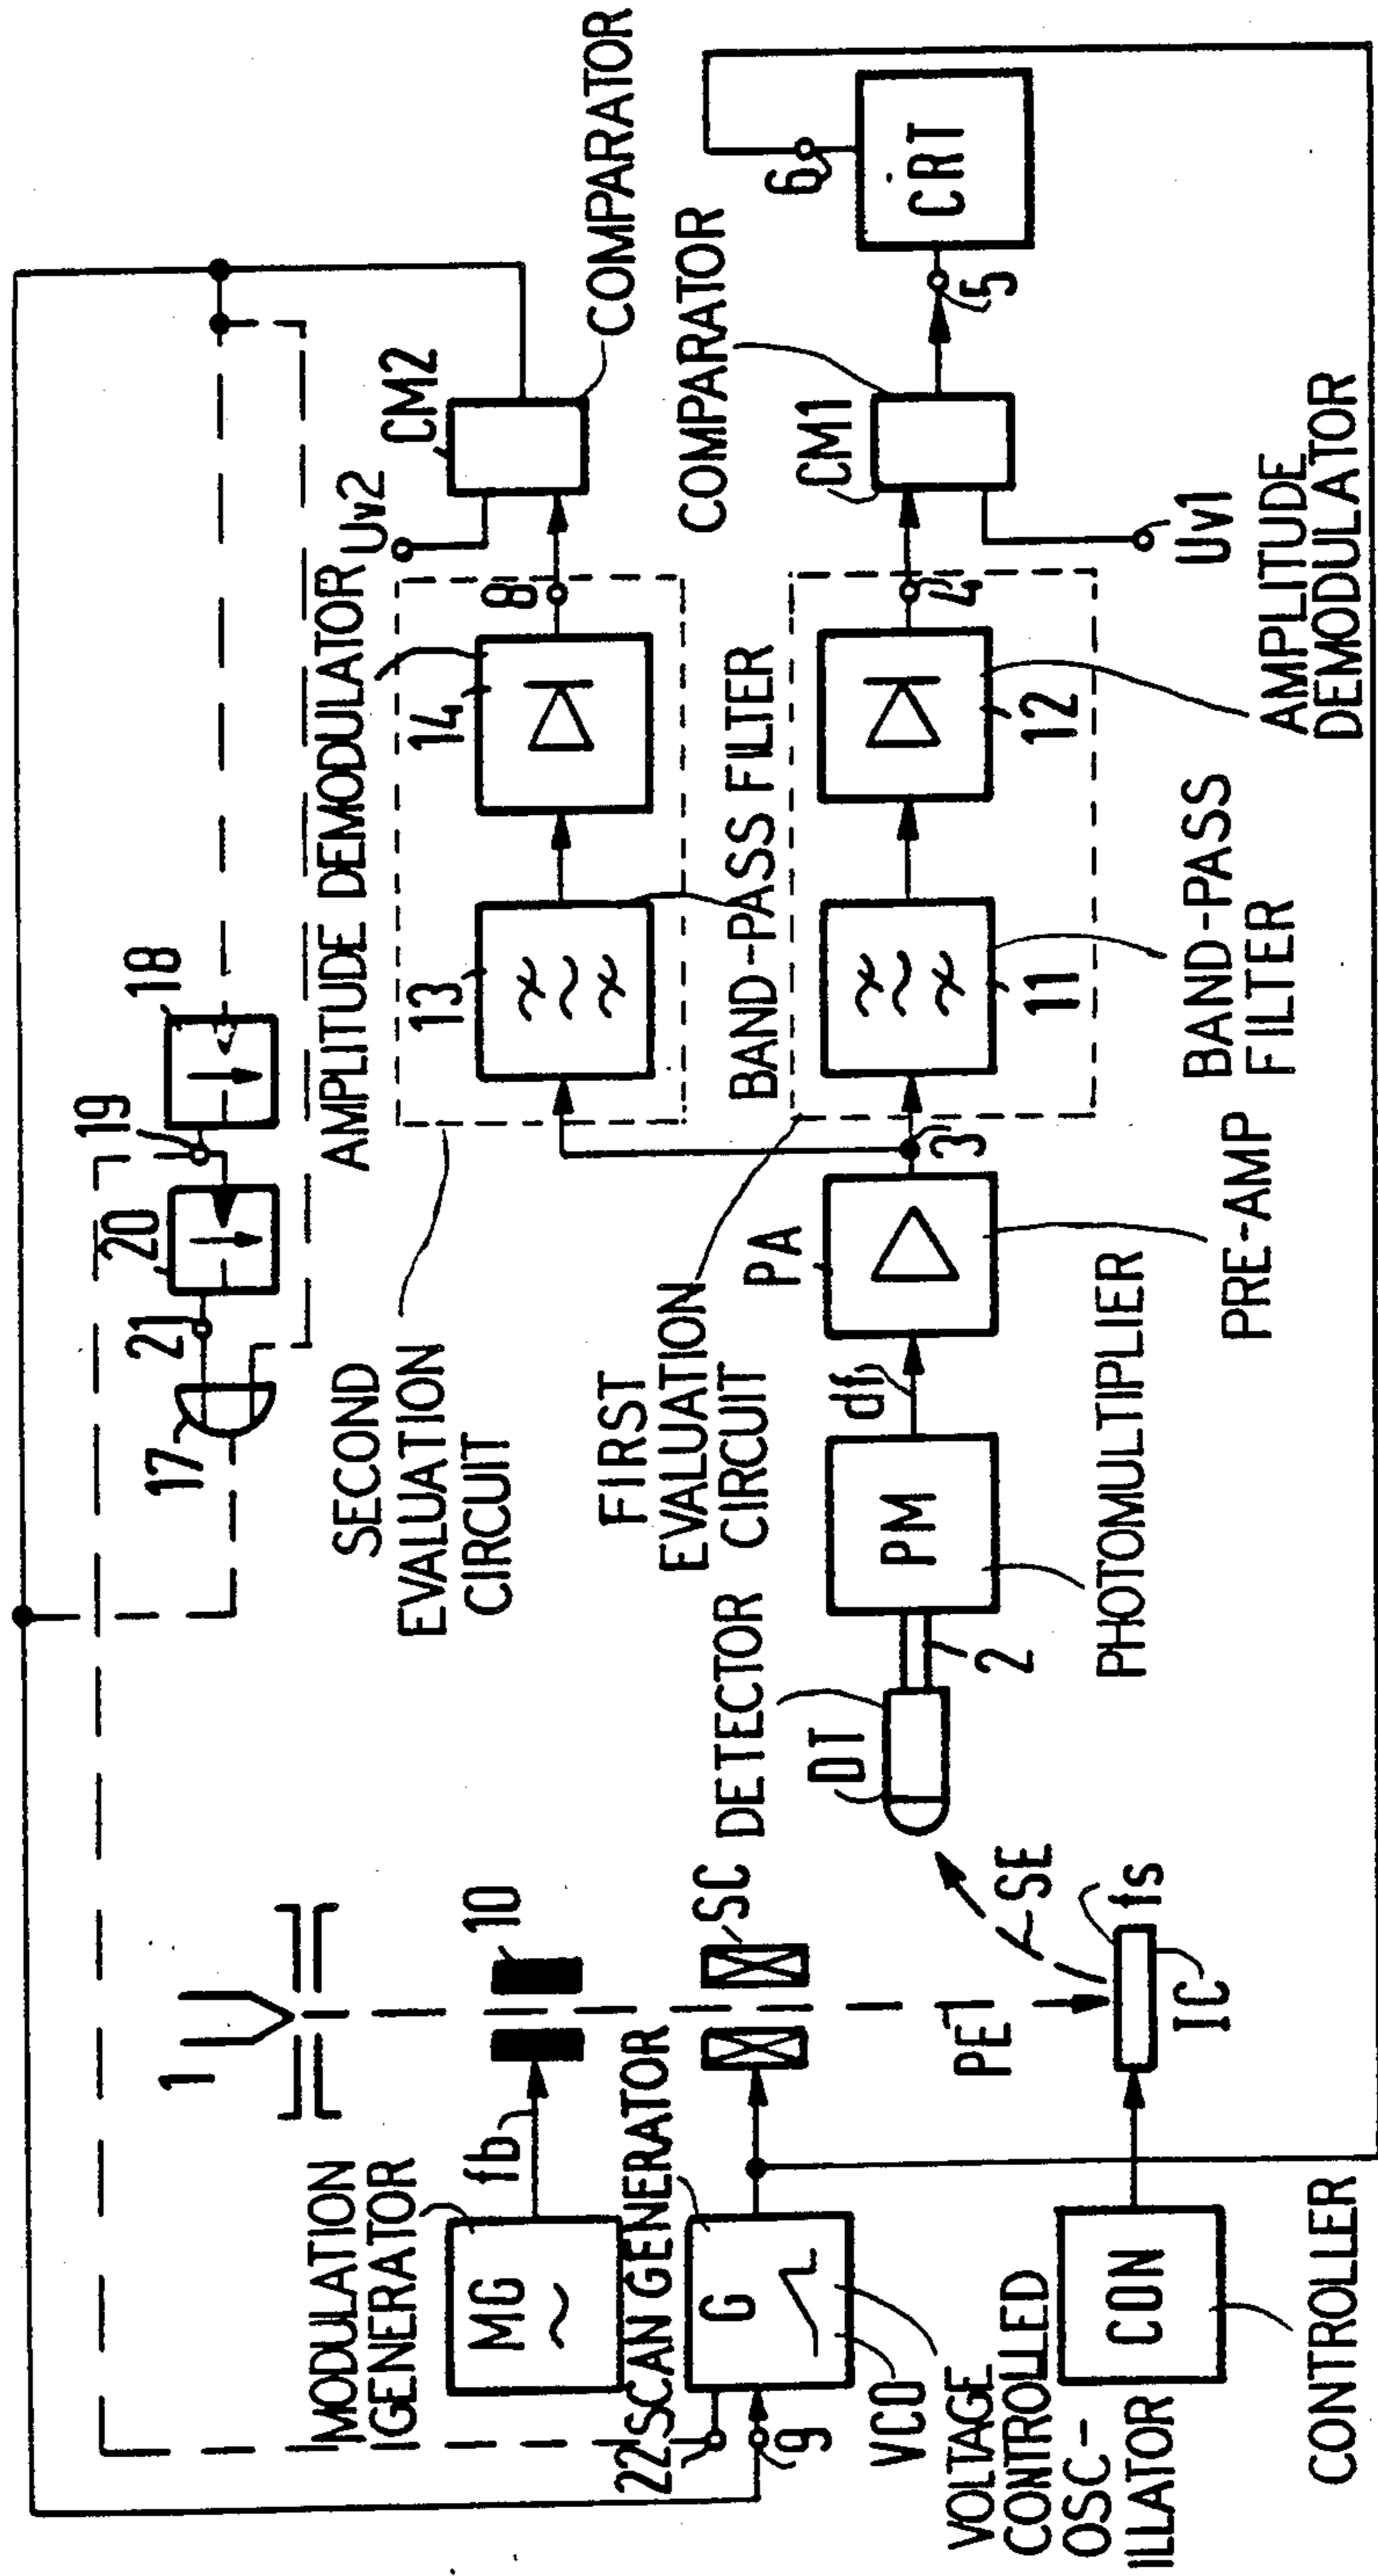 1
MODULATION
GENERATOR
MG
fb
10
22
SCAN GENERATOR
G
SC
9
VCO
VOLTAGE
CONTROLLED
OSC-
ILLATOR
CON
CONTROLLER
PE
SE
fs
IC
DETECTOR
DT
2
PM
PHOTOMULTIPLIER
df
PA
PRE-AMP
3
17
21
20
19
18
SECOND
EVALUATION
CIRCUIT
FIRST
EVALUATION
CIRCUIT
13
BAND-PASS FILTER
14
AMPLITUDE DEMODULATOR
8
Uv2
CM2
COMPARATOR
11
BAND-PASS
FILTER
12
AMPLITUDE
DEMODULATOR
4
Uv1
CM1
COMPARATOR
5
CRT
6